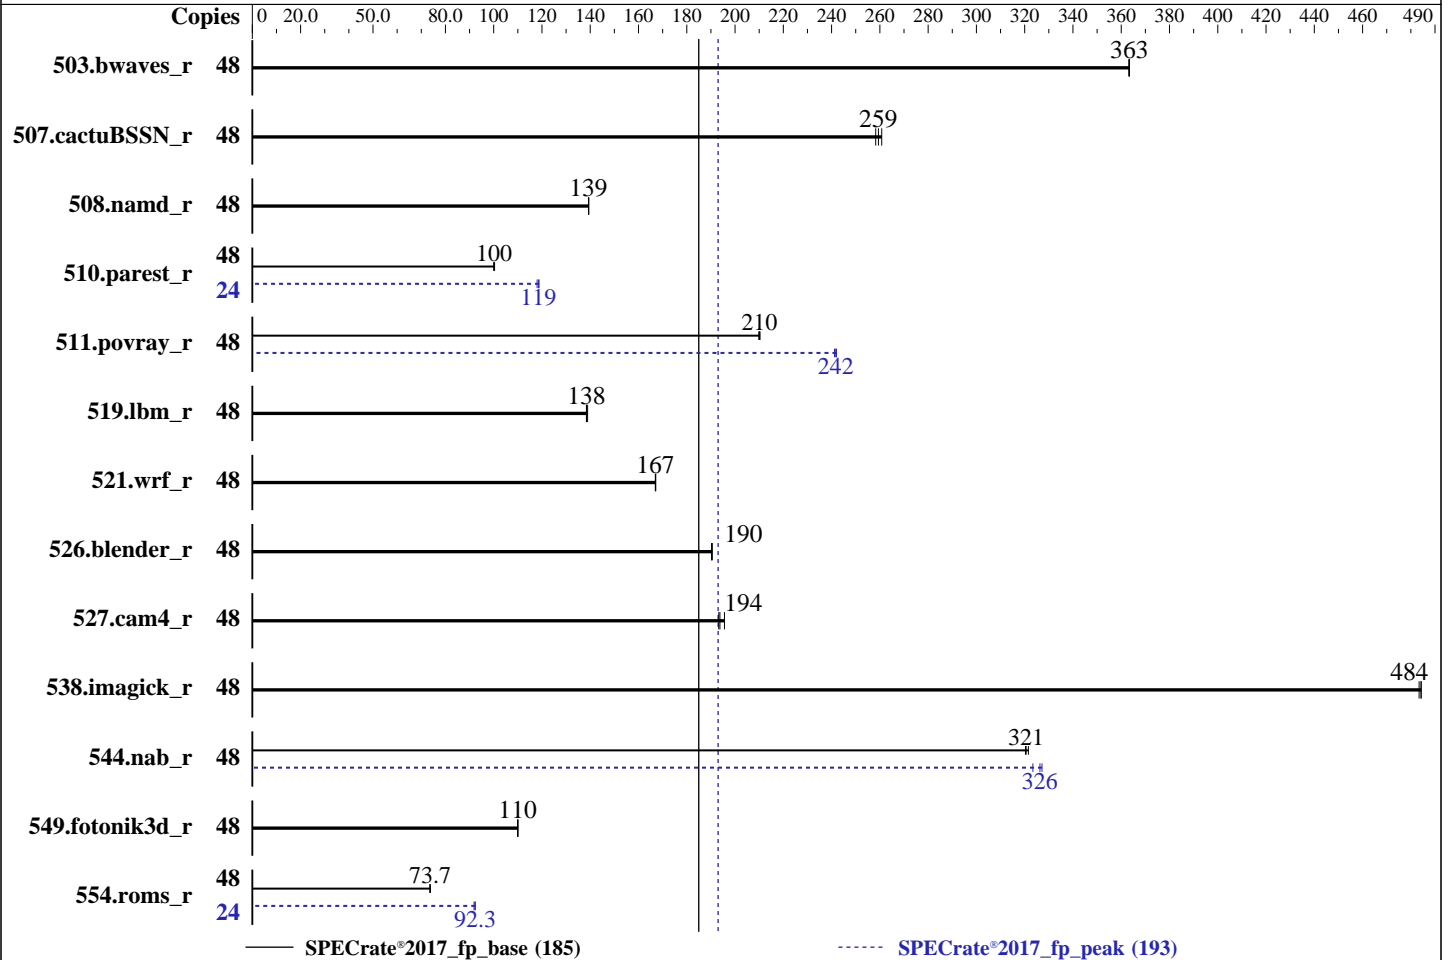 Copies 0 20.0 50.0 80.0 100 120 140 160 180 200 220 240 260 280 300 320 340 360 380 400 420 440 460 490
503.bwaves_r 48 363
507.cactuBSSN_r 48 259
508.namd_r 48 139
510.parest_r 48 100
24 119
511.povray_r 48 210
242
519.lbm_r 48 138
521.wrf_r 48 167
526.blender_r 48 190
527.cam4_r 48 194
538.imagick_r 48 484
544.nab_r 48 321
326
549.fotonik3d_r 48 110
554.roms_r 48 73.7
24 92.3
SPECrate®2017_fp_base (185) SPECrate®2017_fp_peak (193)